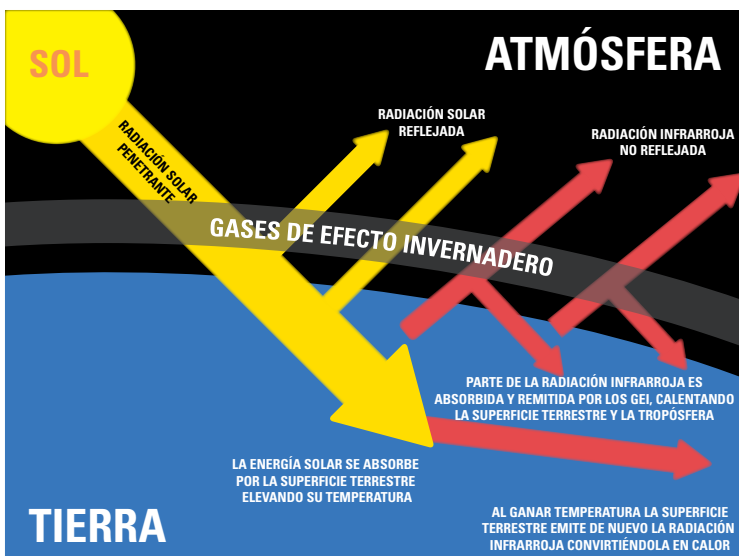 SOL
ATMÓSFERA
RADIACIÓN SOLAR
PENETRANTE
RADIACIÓN SOLAR
REFLEJADA
RADIACIÓN INFRARROJA
NO REFLEJADA
GASES DE EFECTO INVERNADERO
PARTE DE LA RADIACIÓN INFRARROJA ES
ABSORBIDA Y REMITIDA POR LOS GEI, CALENTANDO
LA SUPERFICIE TERRESTRE Y LA TROPÓSFERA
LA ENERGÍA SOLAR SE ABSORBE
POR LA SUPERFICIE TERRESTRE
ELEVANDO SU TEMPERATURA
TIERRA
AL GANAR TEMPERATURA LA SUPERFICIE
TERRESTRE EMITE DE NUEVO LA RADIACIÓN
INFRARROJA CONVIRTIÉNDOLA EN CALOR